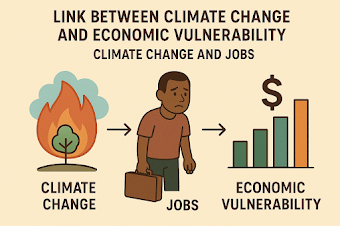 LINK BETWEEN CLIMATE CHANGE
AND ECONOMIC VULNERABILITY
CLIMATE CHANGE AND JOBS
$
CLIMATE
CHANGE
JOBS
ECONOMIC
VULNERABILITY